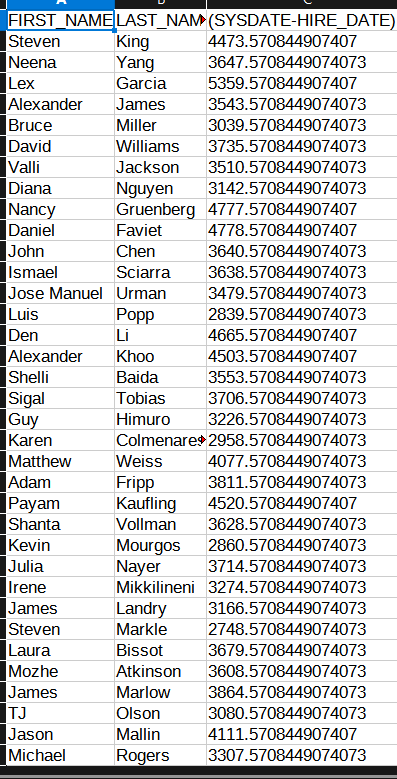 FIRST_NAME LAST_NAM (SYSDATE-HIRE_DATE)
Steven King 4473.570844907407
Neena Yang 3647.5708449074073
Lex Garcia 5359.570844907407
Alexander James 3543.5708449074073
Bruce Miller 3039.5708449074073
David Williams 3735.5708449074073
Valli Jackson 3510.5708449074073
Diana Nguyen 3142.5708449074073
Nancy Gruenberg 4777.570844907407
Daniel Faviet 4778.570844907407
John Chen 3640.5708449074073
Ismael Sciarra 3638.5708449074073
Jose Manuel Urman 3479.5708449074073
Luis Popp 2839.5708449074073
Den Li 4665.570844907407
Alexander Khoo 4503.570844907407
Shelli Baida 3553.5708449074073
Sigal Tobias 3706.5708449074073
Guy Himuro 3226.5708449074073
Karen Colmenares 2958.5708449074073
Matthew Weiss 4077.5708449074073
Adam Fripp 3811.5708449074073
Payam Kaufling 4520.570844907407
Shanta Vollman 3628.5708449074073
Kevin Mourgos 2860.5708449074073
Julia Nayer 3714.5708449074073
Irene Mikkilineni 3274.5708449074073
James Landry 3166.5708449074073
Steven Markle 2748.5708449074073
Laura Bissot 3679.5708449074073
Mozhe Atkinson 3608.5708449074073
James Marlow 3864.5708449074073
TJ Olson 3080.5708449074073
Jason Mallin 4111.570844907407
Michael Rogers 3307.5708449074073